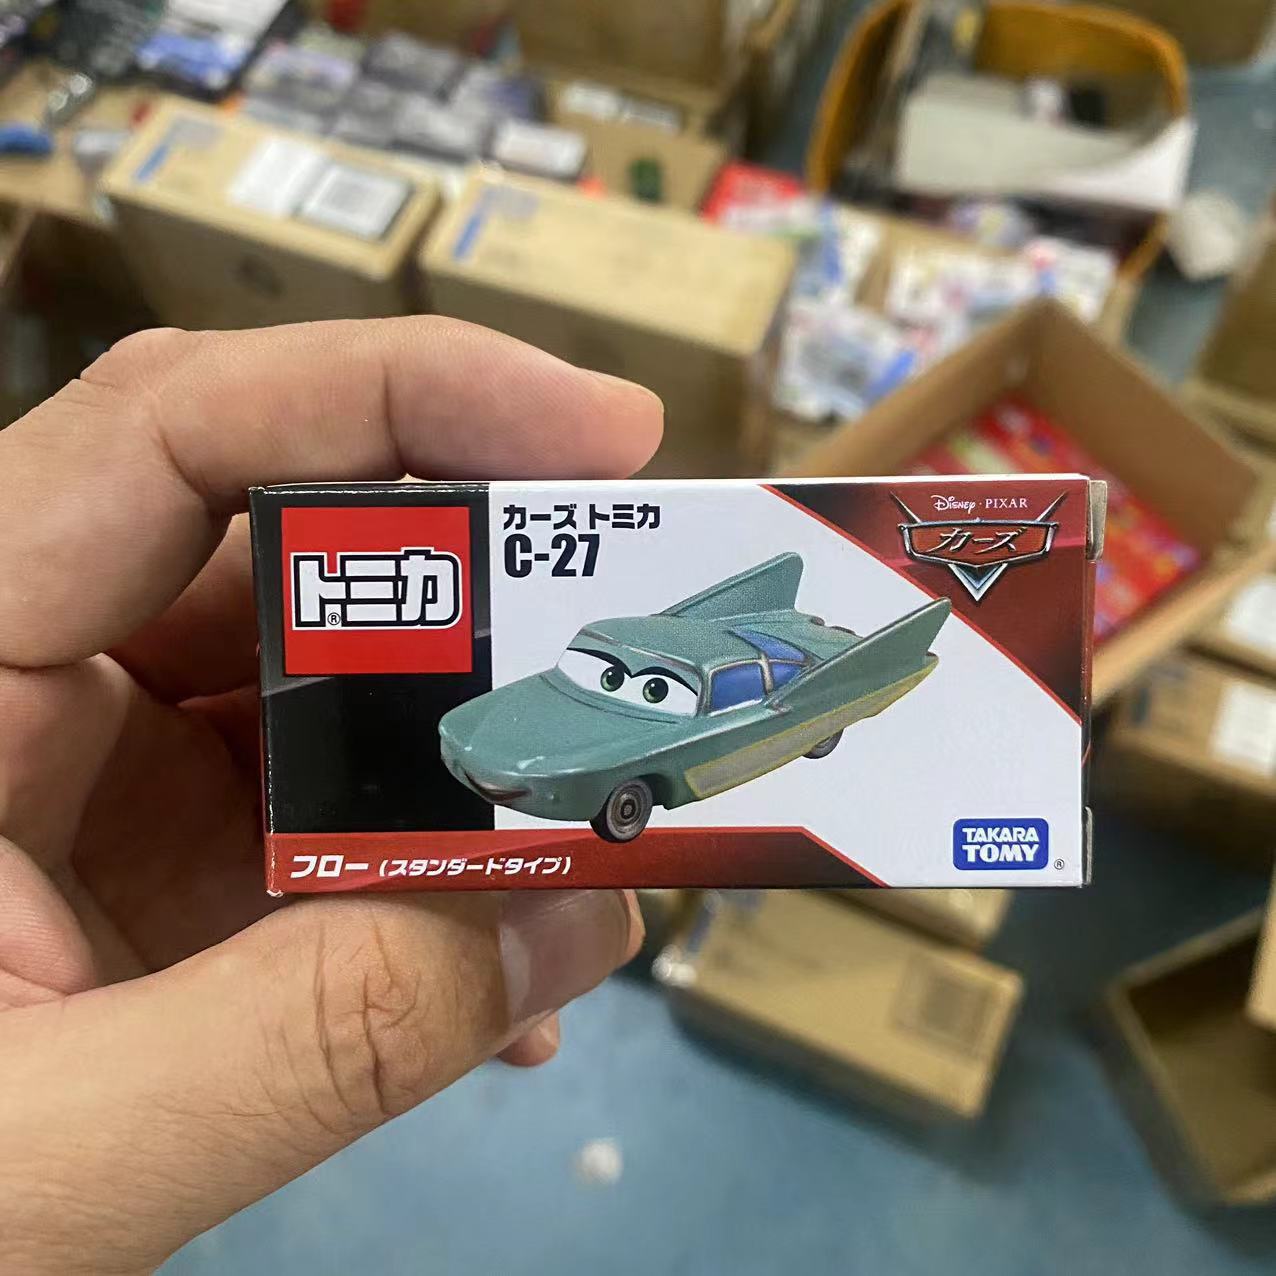 トミカ®
カーズ トミカ
C-27
Disney・PIXAR
カーズ
フロー (スタンダードタイプ)
TAKARA
TOMY®